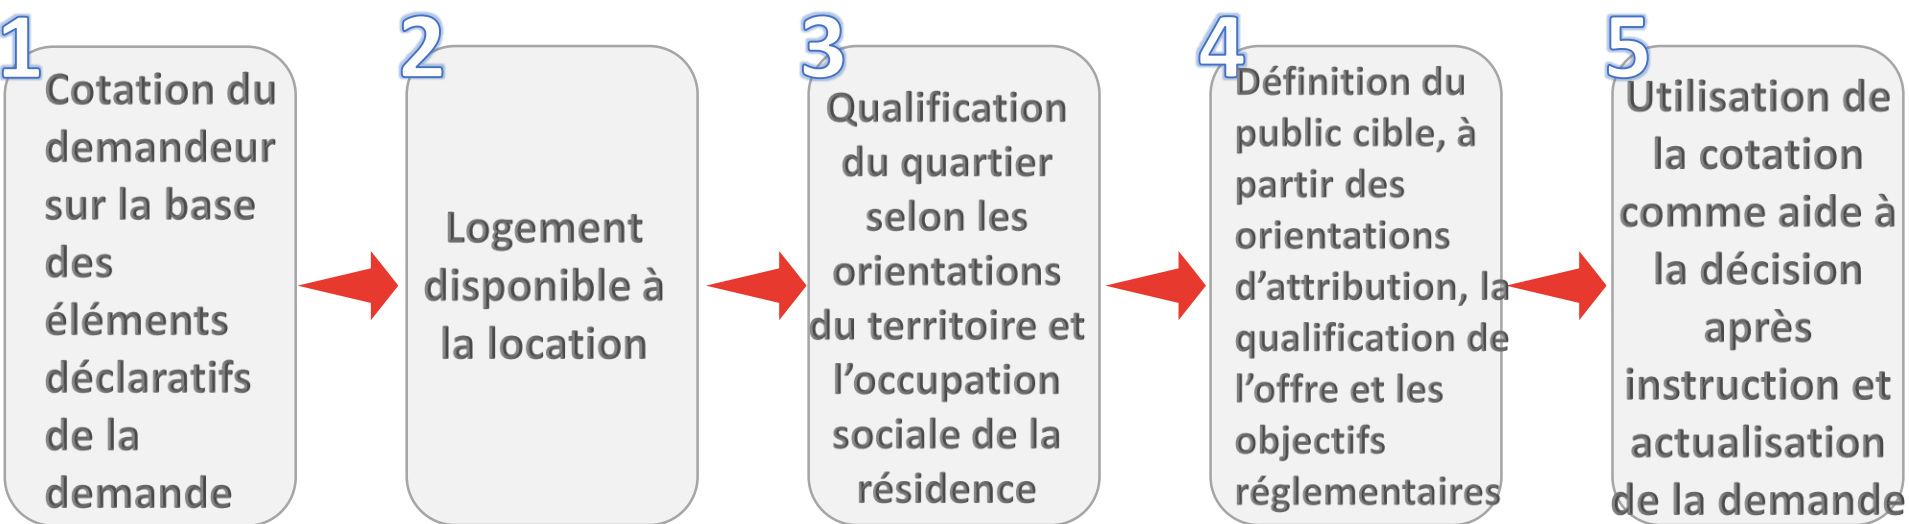 1
Cotation du
demandeur
sur la base
des
éléments
déclaratifs
de la
demande
2
Logement
disponible à
la location
3
Qualification
du quartier
selon les
orientations
du territoire et
l’occupation
sociale de la
résidence
4
Définition du
public cible, à
partir des
orientations
d’attribution, la
qualification de
l’offre et les
objectifs
réglementaires
5
Utilisation de
la cotation
comme aide à
la décision
après
instruction et
actualisation
de la demande